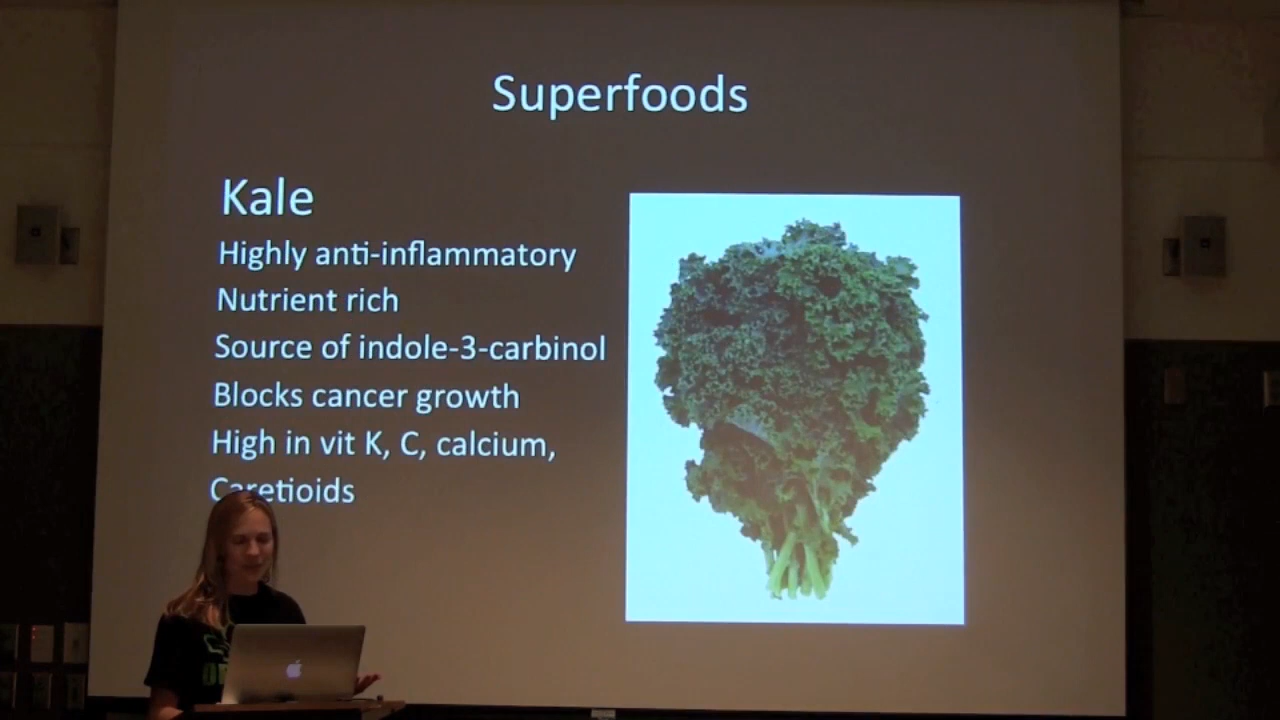 Superfoods
Kale
Highly anti-inflammatory
Nutrient rich
Source of indole-3-carbinol
Blocks cancer growth
High in vit K, C, calcium,
Caretioids